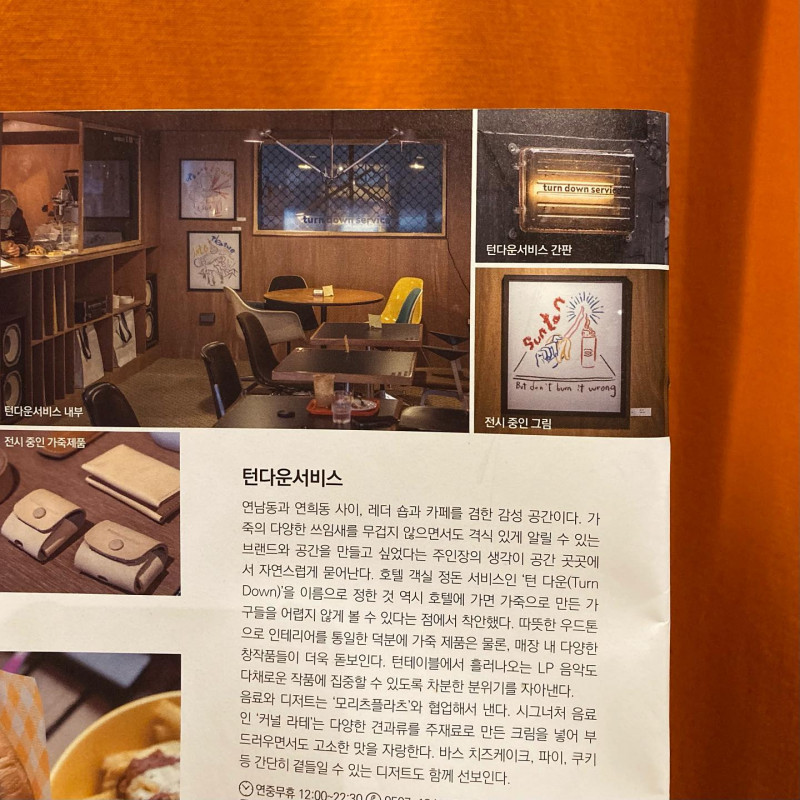 turn down service
턴다운서비스 내부
turn down servic
턴다운서비스 간판
Suntan
But don't burn it wrong
전시 중인 그림
전시 중인 가죽제품
턴다운서비스
연남동과 연희동 사이, 레더 숍과 카페를 겸한 감성 공간이다. 가
죽의 다양한 쓰임새를 무겁지 않으면서도 격식 있게 알릴 수 있는
브랜드와 공간을 만들고 싶었다는 주인장의 생각이 공간 곳곳에
서 자연스럽게 묻어난다. 호텔 객실 정돈 서비스인 ‘턴 다운(Turn
Down)’을 이름으로 정한 것 역시 호텔에 가면 가죽으로 만든 가
구들을 어렵지 않게 볼 수 있다는 점에서 착안했다. 따뜻한 우드톤
으로 인테리어를 통일한 덕분에 가죽 제품은 물론, 매장 내 다양한
창작품들이 더욱 돋보인다. 턴테이블에서 흘러나오는 LP 음악도
다채로운 작품에 집중할 수 있도록 차분한 분위기를 자아낸다.
음료와 디저트는 ‘모리츠플라츠’와 협업해서 낸다. 시그너처 음료
인 ‘커널 라테’는 다양한 견과류를 주재료로 만든 크림을 넣어 부
드러우면서도 고소한 맛을 자랑한다. 바스 치즈케이크, 파이, 쿠키
등 간단히 곁들일 수 있는 디저트도 함께 선보인다.
연중무휴 12:00~22:30